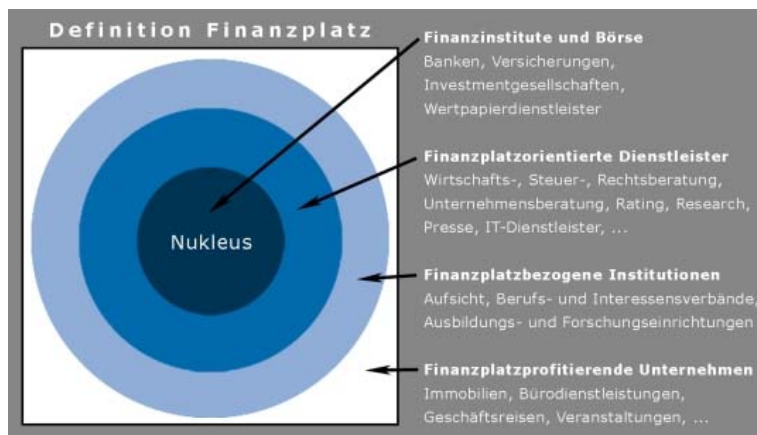 Definition Finanzplatz
Nukleus
Finanzinstitute und Börse
Banken, Versicherungen,
Investmentgesellschaften,
Wertpapierdienstleister
Finanzplatzorientierte Dienstleister
Wirtschafts-, Steuer-, Rechtsberatung,
Unternehmensberatung, Rating, Research,
Presse, IT-Dienstleister, ...
Finanzplatzbezogene Institutionen
Aufsicht, Berufs- und Interessensverbände,
Ausbildungs- und Forschungseinrichtungen
Finanzplatzprofitierende Unternehmen
Immobilien, Bürodienstleistungen,
Geschäftsreisen, Veranstaltungen, ...